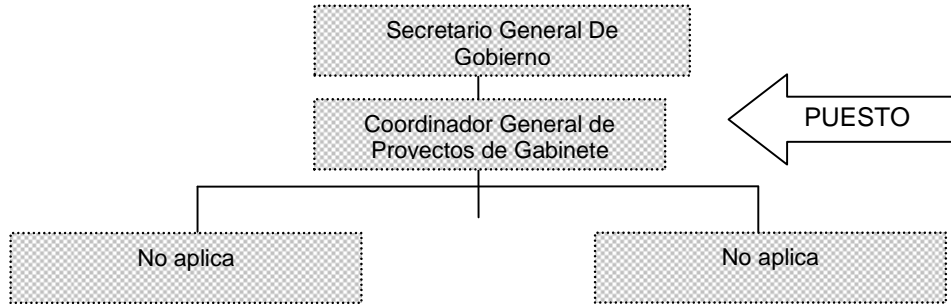 Secretario General De
Gobierno
Coordinador General de
Proyectos de Gabinete
PUESTO
No aplica
No aplica